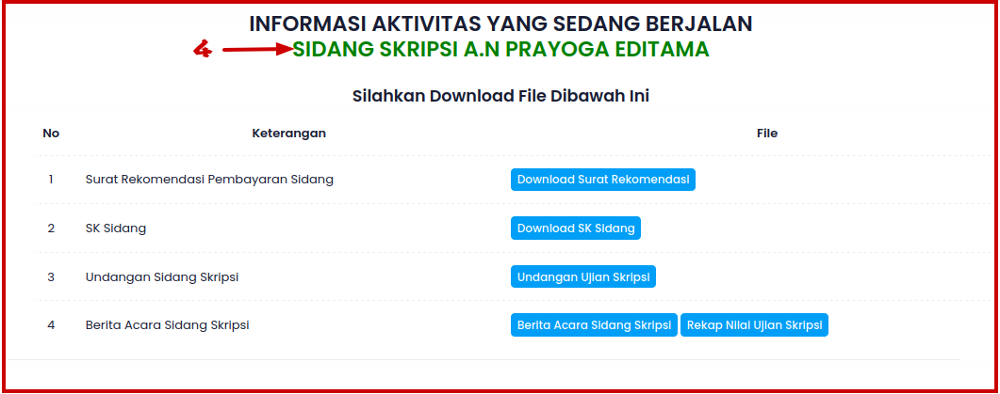 INFORMASI AKTIVITAS YANG SEDANG BERJALAN
4 SIDANG SKRIPSI A.N PRAYOGA EDITAMA
Silahkan Download File Dibawah Ini
No Keterangan File
1 Surat Rekomendasi Pembayaran Sidang Download Surat Rekomendasi
2 SK Sidang Download SK Sidang
3 Undangan Sidang Skripsi Undangan Ujian Skripsi
4 Berita Acara Sidang Skripsi Berita Acara Sidang Skripsi Rekap Nilai Ujian Skripsi